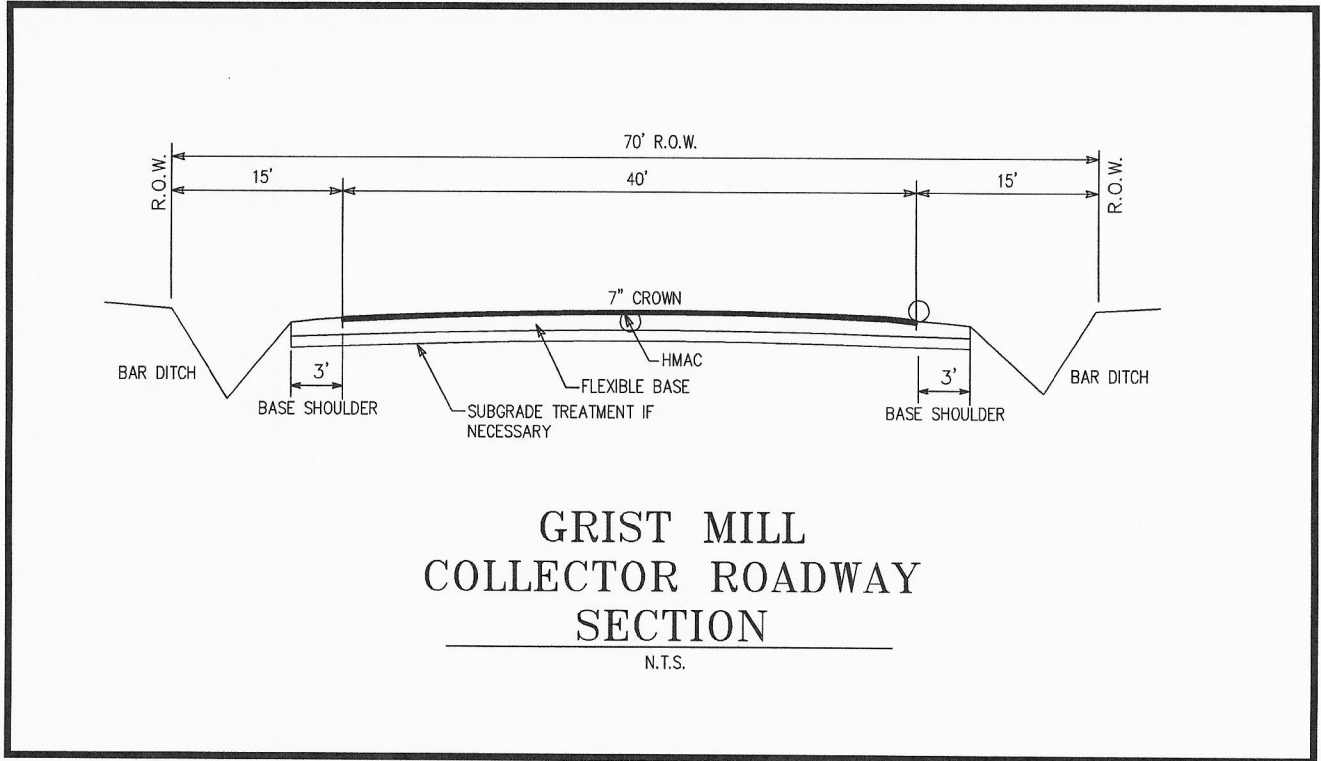 70' R.O.W.
R.O.W.
15'
40'
15'
R.O.W.
7" CROWN
HMAC
BAR DITCH
3'
FLEXIBLE BASE
3'
BAR DITCH
BASE SHOULDER
SUBGRADE TREATMENT IF
NECESSARY
BASE SHOULDER
GRIST MILL
COLLECTOR ROADWAY
SECTION
N.T.S.